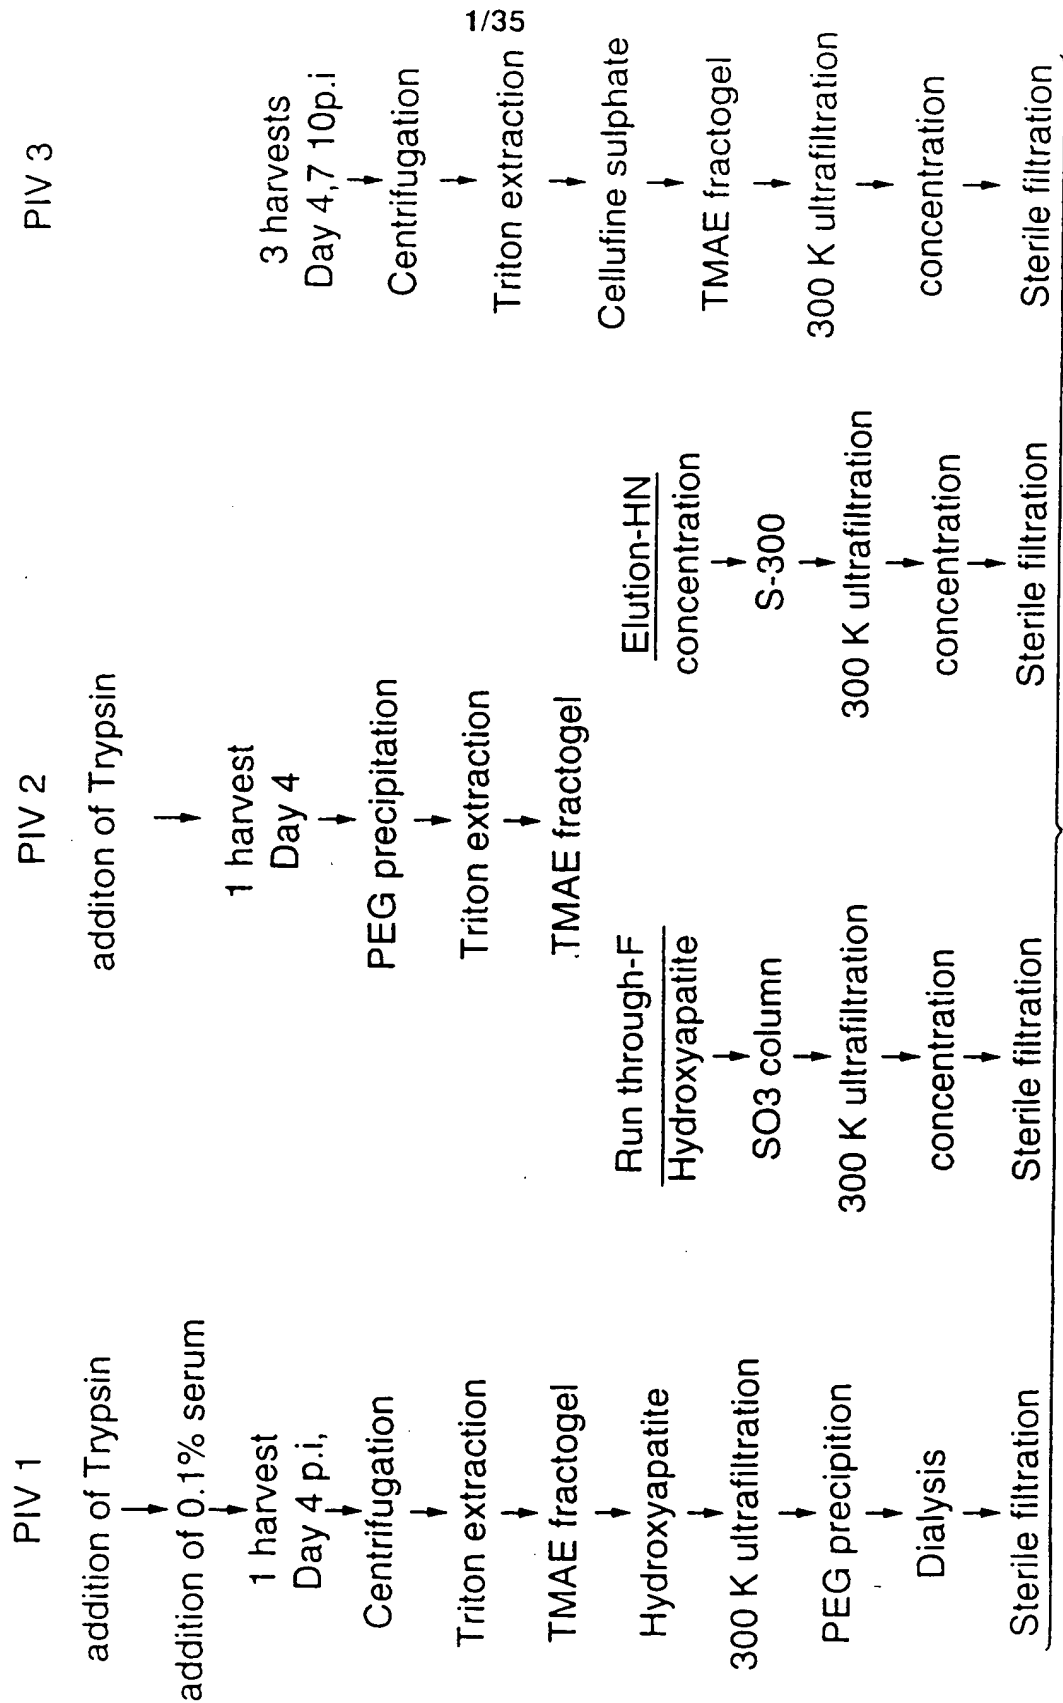 1/35
PIV 1
addition of Trypsin
addition of 0.1% serum
1 harvest
Day 4 p.i,
Centrifugation
Triton extraction
TMAE fractogel
Hydroxyapatite
300 K ultrafiltration
PEG precipition
Dialysis
Sterile filtration
PIV 2
additon of Trypsin
1 harvest
Day 4
PEG precipitation
Triton extraction
TMAE fractogel
Run through-F
Hydroxyapatite
SO3 column
300 K ultrafiltration
concentration
Sterile filtration
Elution-HN
concentration
S-300
300 K ultrafiltration
concentration
Sterile filtration
PIV 3
3 harvests
Day 4,7 10p.i
Centrifugation
Triton extraction
Cellufine sulphate
TMAE fractogel
300 K ultrafiltration
concentration
Sterile filtration